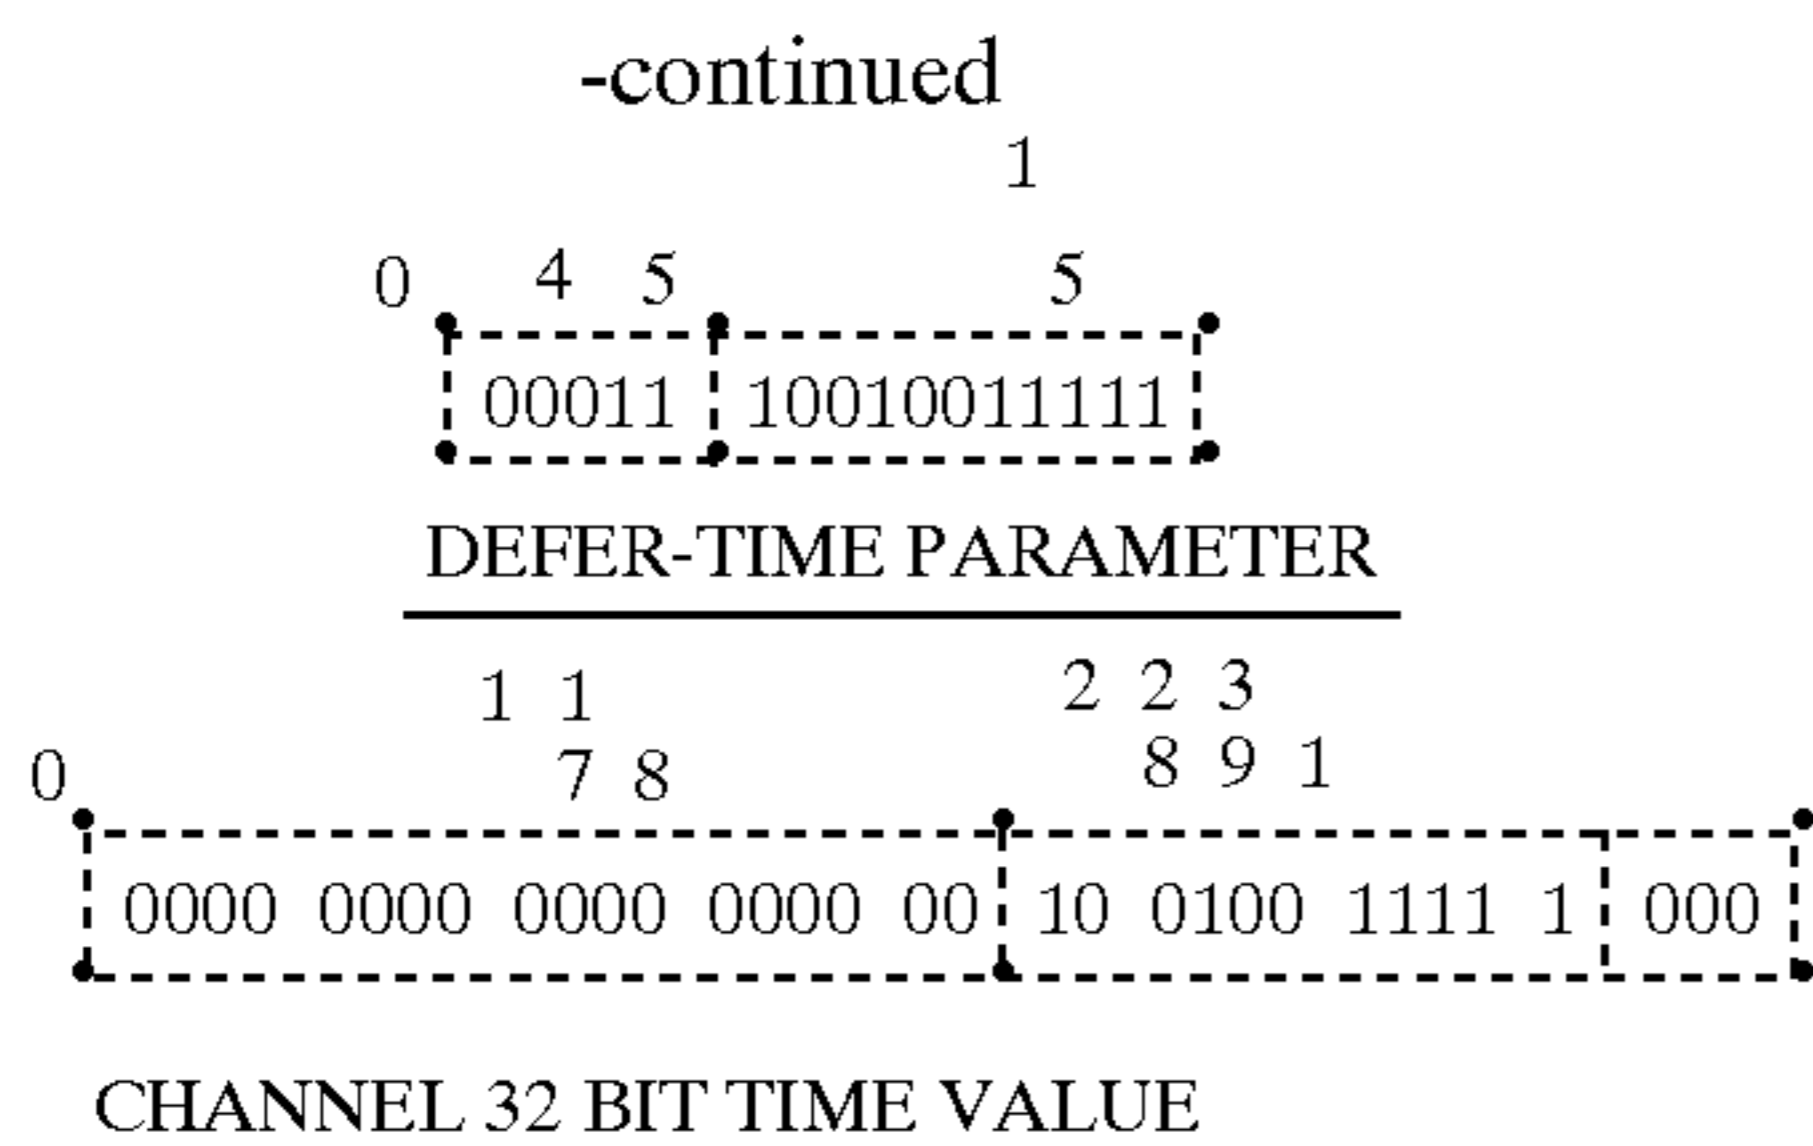 -continued
1
0 4 5 5
00011 10010011111
DEFER-TIME PARAMETER
1 1 2 2 3
0 7 8 8 9 1
0000 0000 0000 0000 00 10 0100 1111 1 000
CHANNEL 32 BIT TIME VALUE